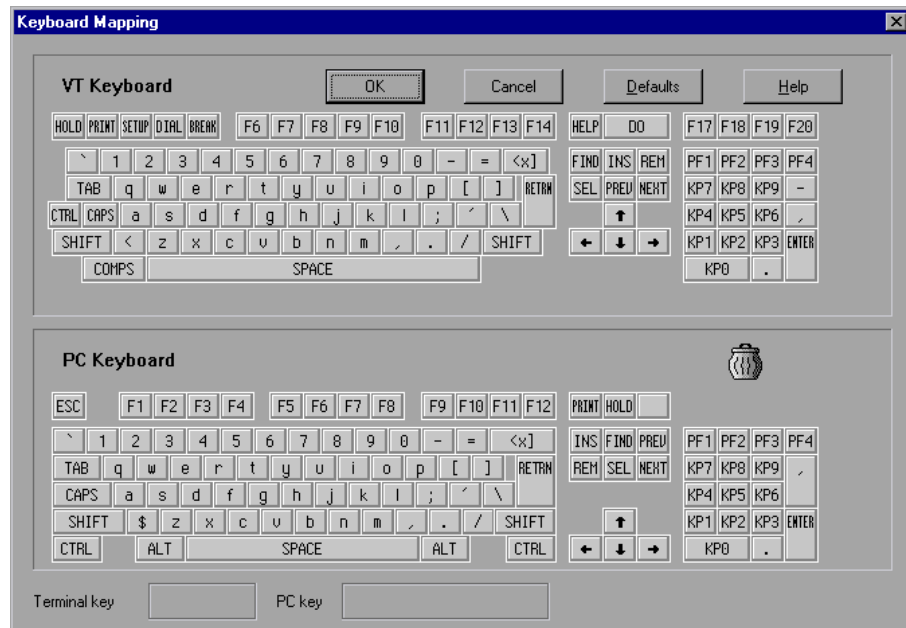 Keyboard Mapping
VT Keyboard OK Cancel Defaults Help
HOLD PRINT SETUP DIAL BREAK F6 F7 F8 F9 F10 F11 F12 F13 F14 HELP DO F17 F18 F19 F20
` 1 2 3 4 5 6 7 8 9 0 - = <x] FIND INS REM PF1 PF2 PF3 PF4
TAB q w e r t y u i o p [ ] RETRN SEL PREV NEXT KP7 KP8 KP9 -
CTRL CAPS a s d f g h j k l ; ´ \ ↑ KP4 KP5 KP6 ,
SHIFT < z x c v b n m , . / SHIFT ← ↓ → KP1 KP2 KP3 ENTER
COMPS SPACE KP0 .
PC Keyboard
ESC F1 F2 F3 F4 F5 F6 F7 F8 F9 F10 F11 F12 PRINT HOLD
` 1 2 3 4 5 6 7 8 9 0 - = <x] INS FIND PREV PF1 PF2 PF3 PF4
TAB q w e r t y u i o p [ ] RETRN REM SEL NEXT KP7 KP8 KP9 ,
CAPS a s d f g h j k l ; ´ \ KP4 KP5 KP6
SHIFT $ z x c v b n m , . / SHIFT ↑ KP1 KP2 KP3 ENTER
CTRL ALT SPACE ALT CTRL ← ↓ → KP0 .
Terminal key PC key